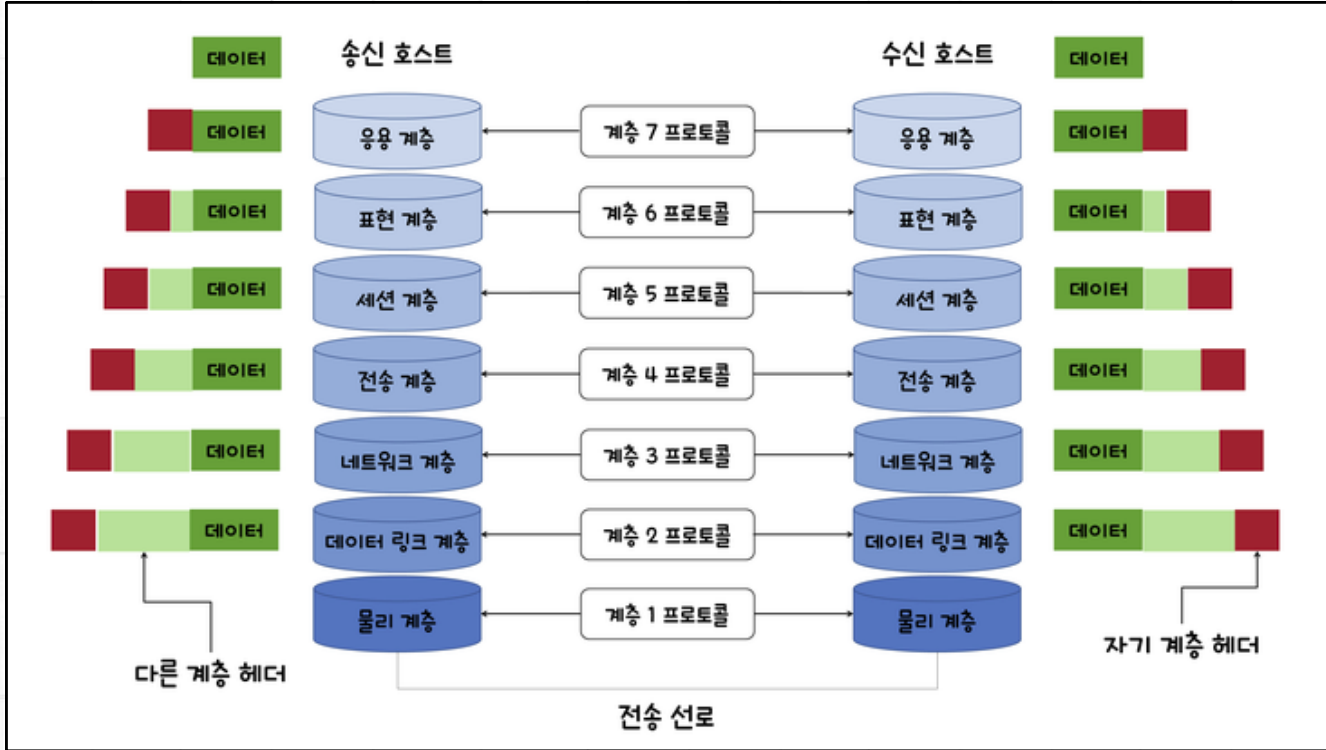 데이터 송신 호스트 수신 호스트 데이터
데이터 응용 계층 계층 7 프로토콜 응용 계층 데이터
데이터 표현 계층 계층 6 프로토콜 표현 계층 데이터
데이터 세션 계층 계층 5 프로토콜 세션 계층 데이터
데이터 전송 계층 계층 4 프로토콜 전송 계층 데이터
데이터 네트워크 계층 계층 3 프로토콜 네트워크 계층 데이터
데이터 데이터 링크 계층 계층 2 프로토콜 데이터 링크 계층 데이터
물리 계층 계층 1 프로토콜 물리 계층
다른 계층 헤더 자기 계층 헤더
전송 선로